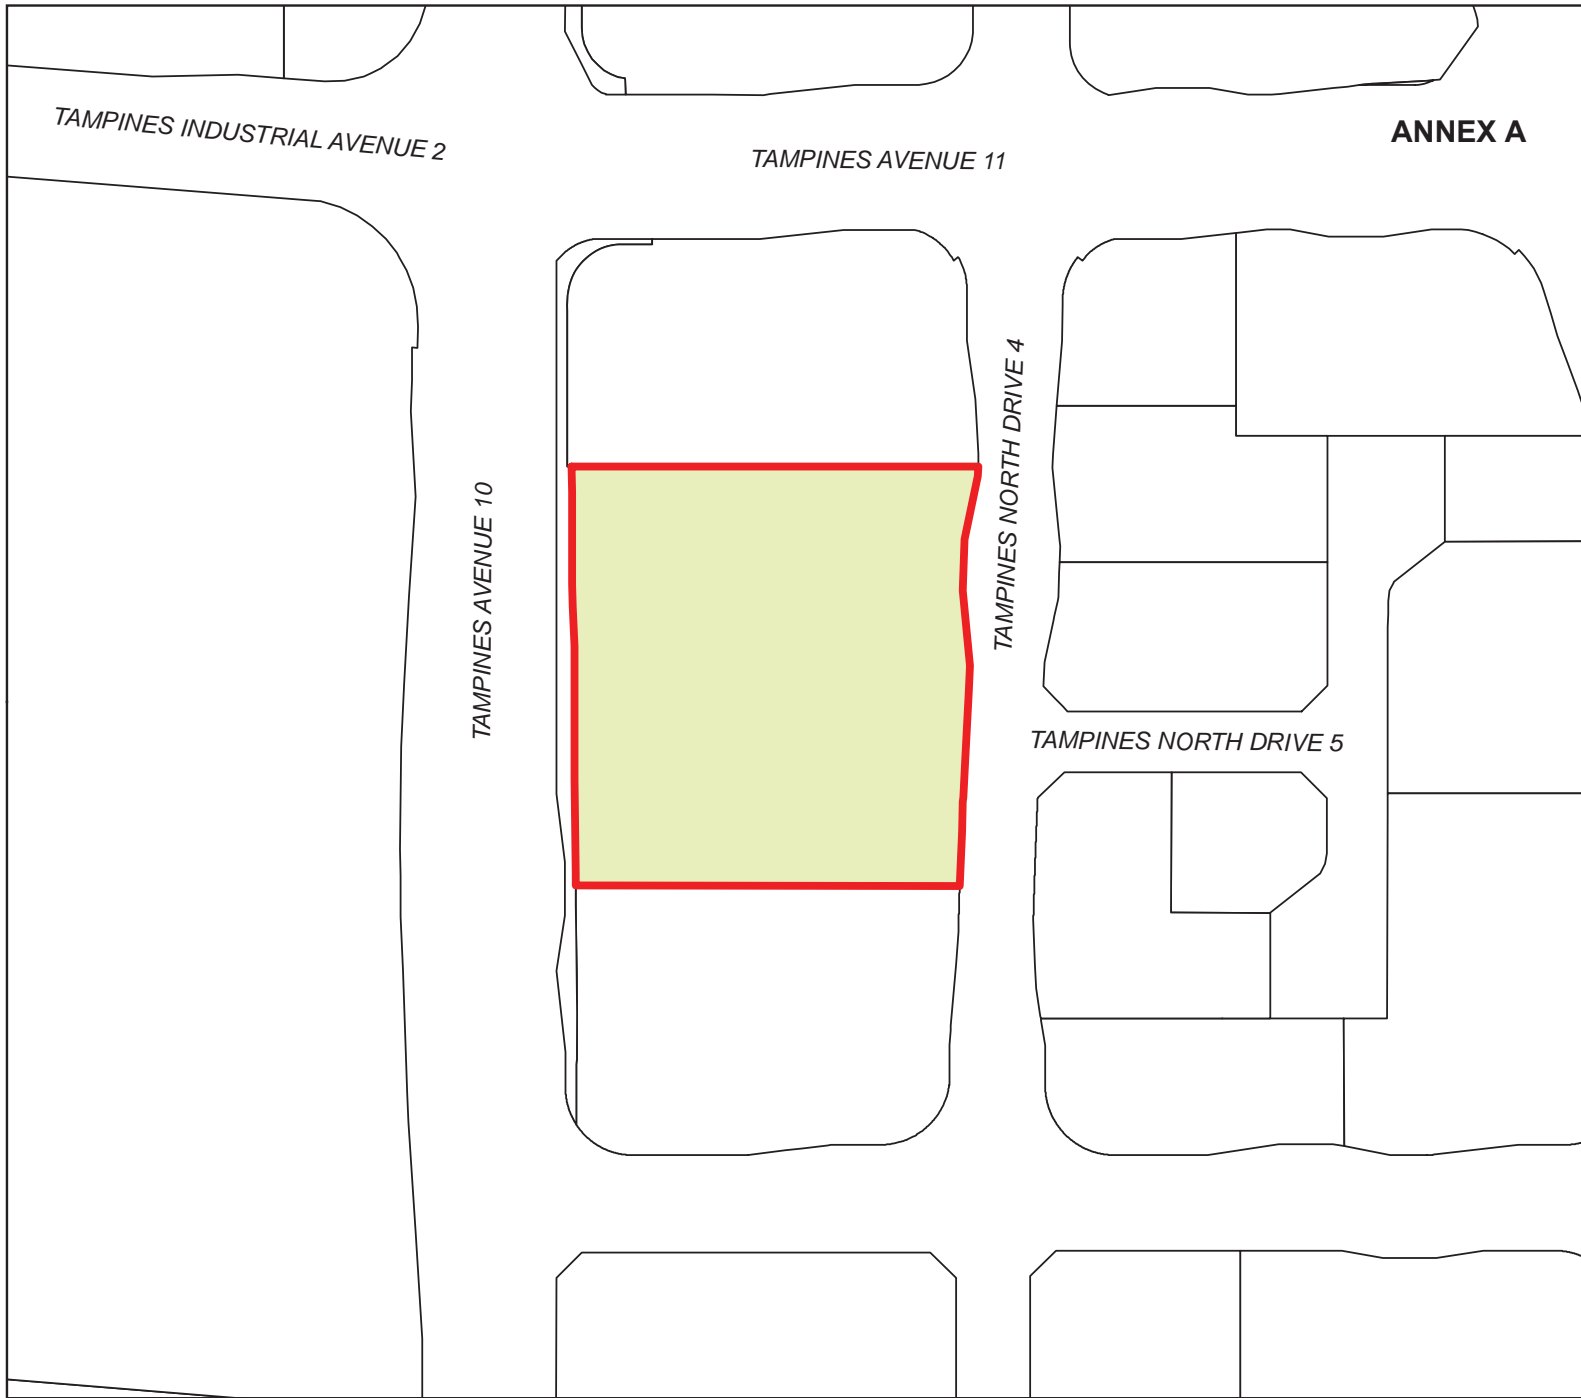 TAMPINES INDUSTRIAL AVENUE 2
TAMPINES AVENUE 11
ANNEX A
TAMPINES NORTH DRIVE 4
TAMPINES AVENUE 10
TAMPINES NORTH DRIVE 5